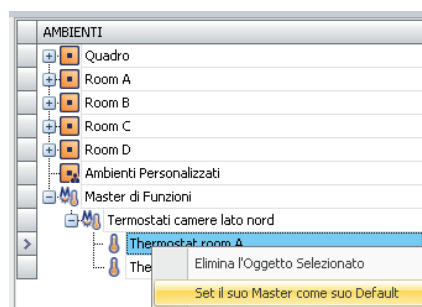 AMBIENTI
Quadro
Room A
Room B
Room C
Room D
Ambienti Personalizzati
Master di Funzioni
Termostati camere lato nord
Thermostat room A
The
Elimina l'Oggetto Selezionato
Set il suo Master come suo Default